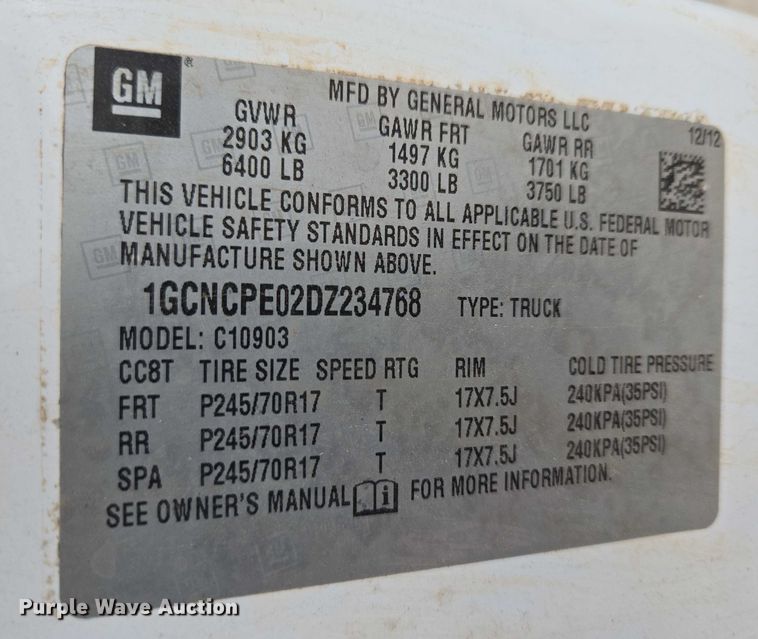 GM
MFD BY GENERAL MOTORS LLC
12/12
GVWR GAWR FRT GAWR RR
2903 KG 1497 KG 1701 KG
6400 LB 3300 LB 3750 LB
THIS VEHICLE CONFORMS TO ALL APPLICABLE U.S. FEDERAL MOTOR
VEHICLE SAFETY STANDARDS IN EFFECT ON THE DATE OF
MANUFACTURE SHOWN ABOVE.
1GCNCPE02DZ234768 TYPE: TRUCK
MODEL: C10903
CC8T TIRE SIZE SPEED RTG RIM COLD TIRE PRESSURE
FRT P245/70R17 T 17X7.5J 240KPA(35PSI)
RR P245/70R17 T 17X7.5J 240KPA(35PSI)
SPA P245/70R17 T 17X7.5J 240KPA(35PSI)
SEE OWNER'S MANUAL i FOR MORE INFORMATION.
Purple Wave Auction